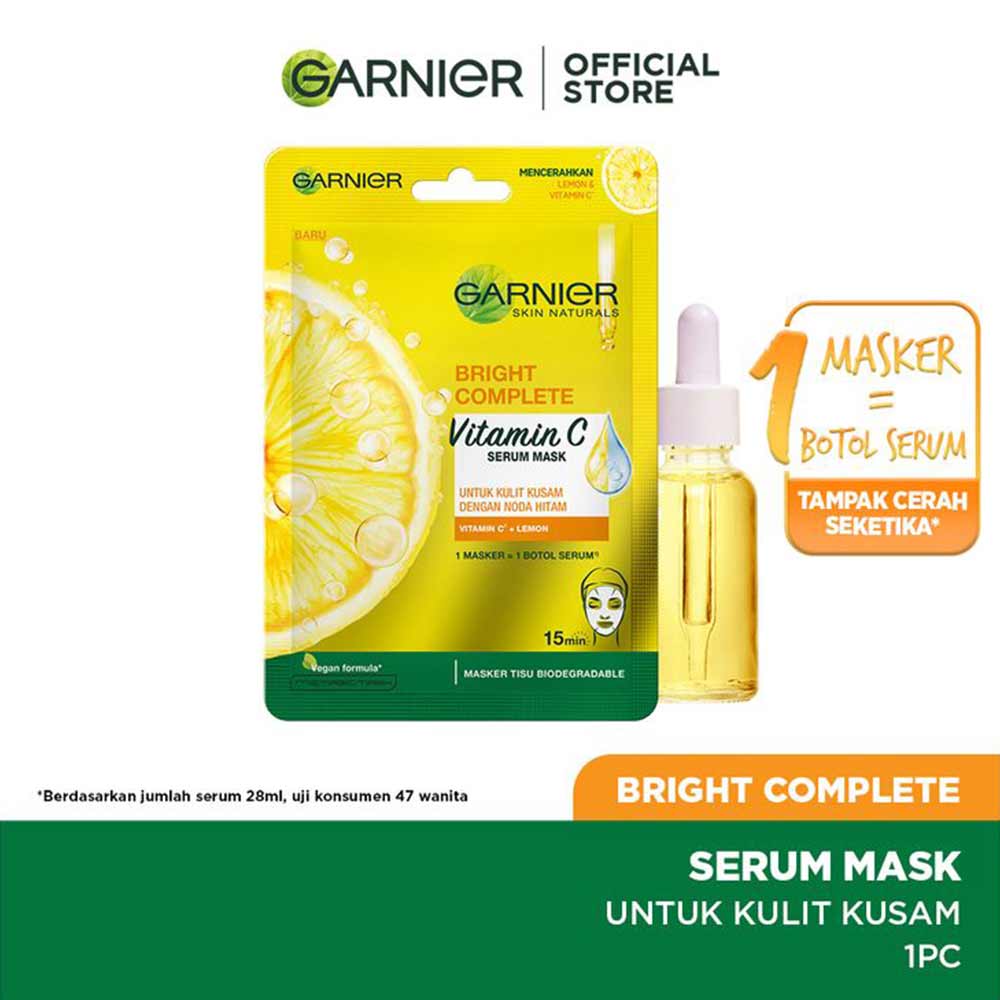 GARNIER
OFFICIAL
STORE
GARNIER
MENCERAHKAN
LEMON &
VITAMIN C*
BARU
GARNIER
SKIN NATURALS
BRIGHT
COMPLETE
Vitamin C
SERUM MASK
UNTUK KULIT KUSAM
DENGAN NODA HITAM
VITAMIN C* + LEMON
1 MASKER = 1 BOTOL SERUM
15min
Vegan formula*
MASKER TISU BIODEGRADABLE
1 MASKER
=
BOTOL SERUM
TAMPAK CERAH
SEKETIKA*
*Berdasarkan jumlah serum 28ml, uji konsumen 47 wanita
BRIGHT COMPLETE
SERUM MASK
UNTUK KULIT KUSAM
1PC